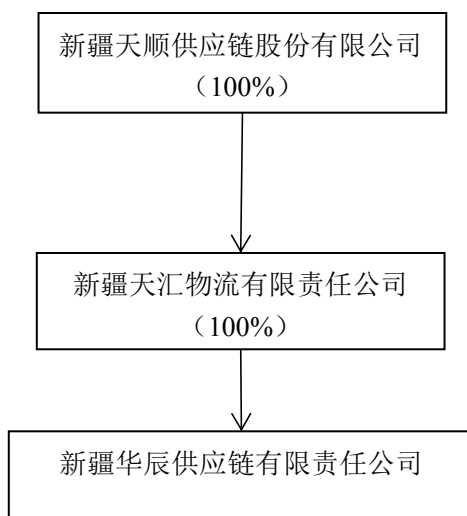 新疆天顺供应链股份有限公司
（100%）
新疆天汇物流有限责任公司
（100%）
新疆华辰供应链有限责任公司